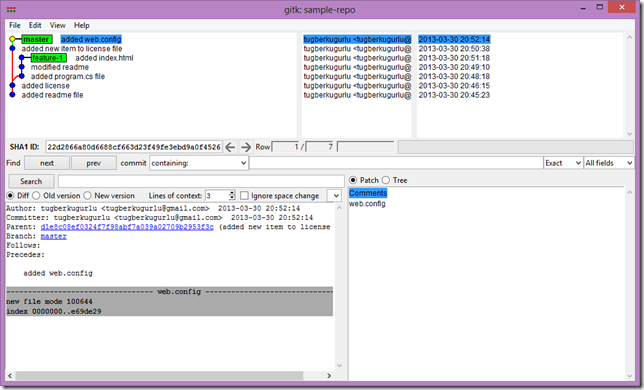 gitk: sample-repo
File Edit View Help
master added web.config tugberkugurlu <tugberkugurlu@ 2013-03-30 20:52:14
added new item to license file tugberkugurlu <tugberkugurlu@ 2013-03-30 20:50:38
feature-1 added index.html tugberkugurlu <tugberkugurlu@ 2013-03-30 20:51:18
modified readme tugberkugurlu <tugberkugurlu@ 2013-03-30 20:49:10
added program.cs file tugberkugurlu <tugberkugurlu@ 2013-03-30 20:48:18
added license tugberkugurlu <tugberkugurlu@ 2013-03-30 20:46:15
added readme file tugberkugurlu <tugberkugurlu@ 2013-03-30 20:45:23
SHA1 ID: 22d2866a80d6688cf663d23f49fe3ebd9a0f4526 Row 1 / 7
Find next prev commit containing: Exact All fields
Search
Patch Tree
Diff Old version New version Lines of context: 3 Ignore space change
Comments
web.config
Author: tugberkugurlu <tugberkugurlu@gmail.com> 2013-03-30 20:52:14
Committer: tugberkugurlu <tugberkugurlu@gmail.com> 2013-03-30 20:52:14
Parent: d1e8c08ef0324f7f98abf7a039a02709b2953f3c (added new item to license
Branch: master
Follows:
Precedes:
added web.config
-------------------------------- web.config --------------------------------
new file mode 100644
index 0000000..e69de29